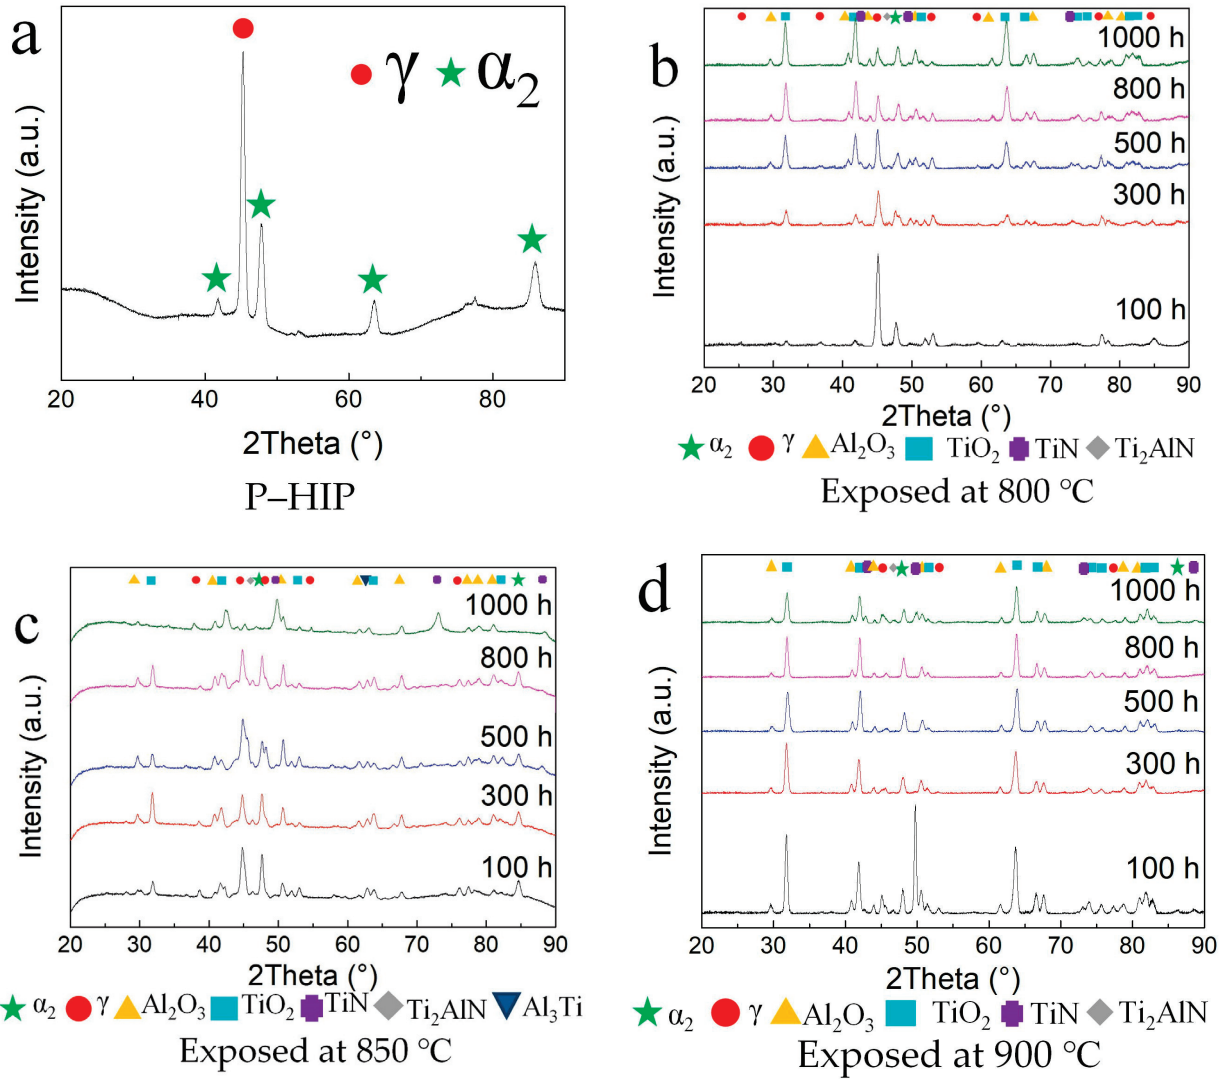 a
γ α₂
Intensity (a.u.)
40 60 80
2Theta (°)
P–HIP
b
1000 h
800 h
500 h
300 h
100 h
Intensity (a.u.)
20 30 40 50 60 70 80 90
2Theta (°)
α₂ γ Al₂O₃ TiO₂ TiN Ti₂AlN
Exposed at 800 °C
c
1000 h
800 h
500 h
300 h
100 h
Intensity (a.u.)
20 30 40 50 60 70 80 90
2Theta (°)
α₂ γ Al₂O₃ TiO₂ TiN Ti₂AlN Al₃Ti
Exposed at 850 °C
d
1000 h
800 h
500 h
300 h
100 h
Intensity (a.u.)
20 30 40 50 60 70 80 90
2Theta (°)
α₂ γ Al₂O₃ TiO₂ TiN Ti₂AlN
Exposed at 900 °C